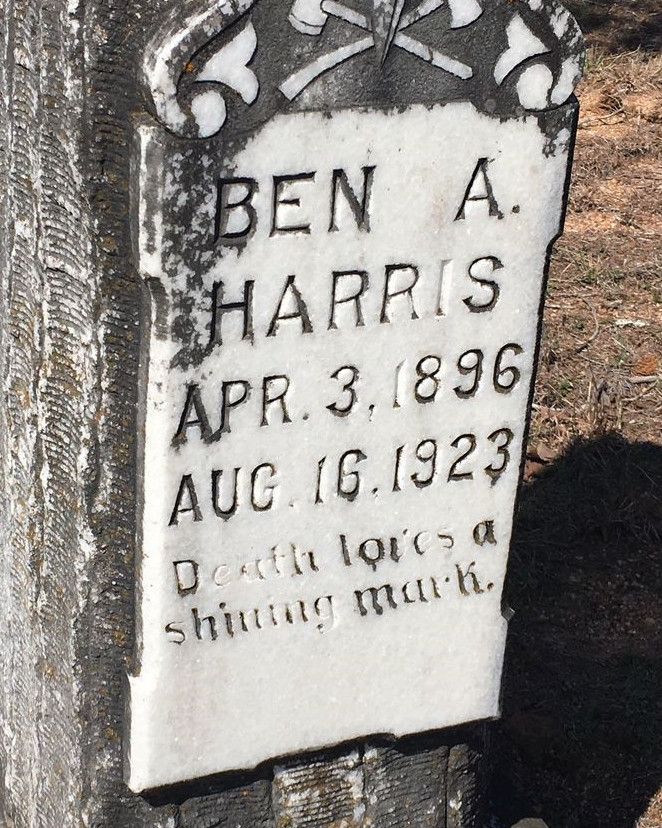 BEN A.
HARRIS
APR. 3, 1896
AUG. 16, 1923
Death loves a
shining mark.